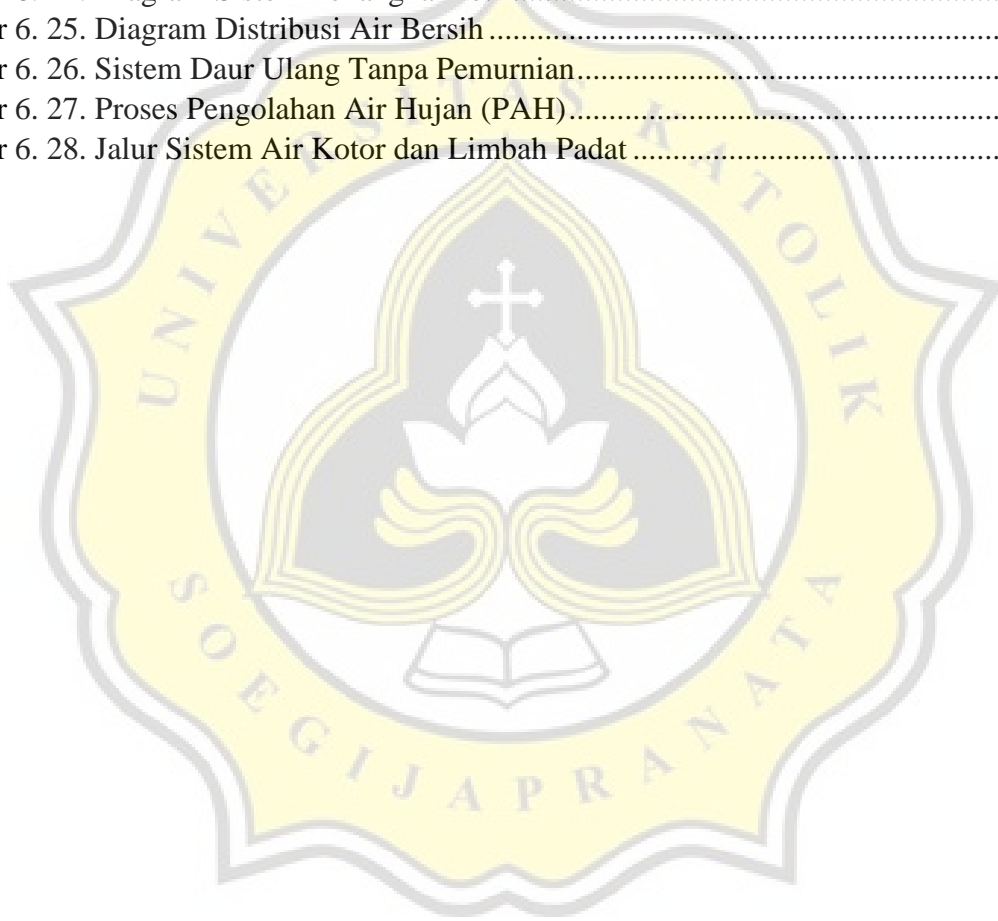 r 6. 25. Diagram Distribusi Air Bersih ........................................................................
r 6. 26. Sistem Daur Ulang Tanpa Pemurnian............................................................
r 6. 27. Proses Pengolahan Air Hujan (PAH).............................................................
r 6. 28. Jalur Sistem Air Kotor dan Limbah Padat ....................................................
UNIVERSITAS KATOLIK
SOEGIJAPRANATA